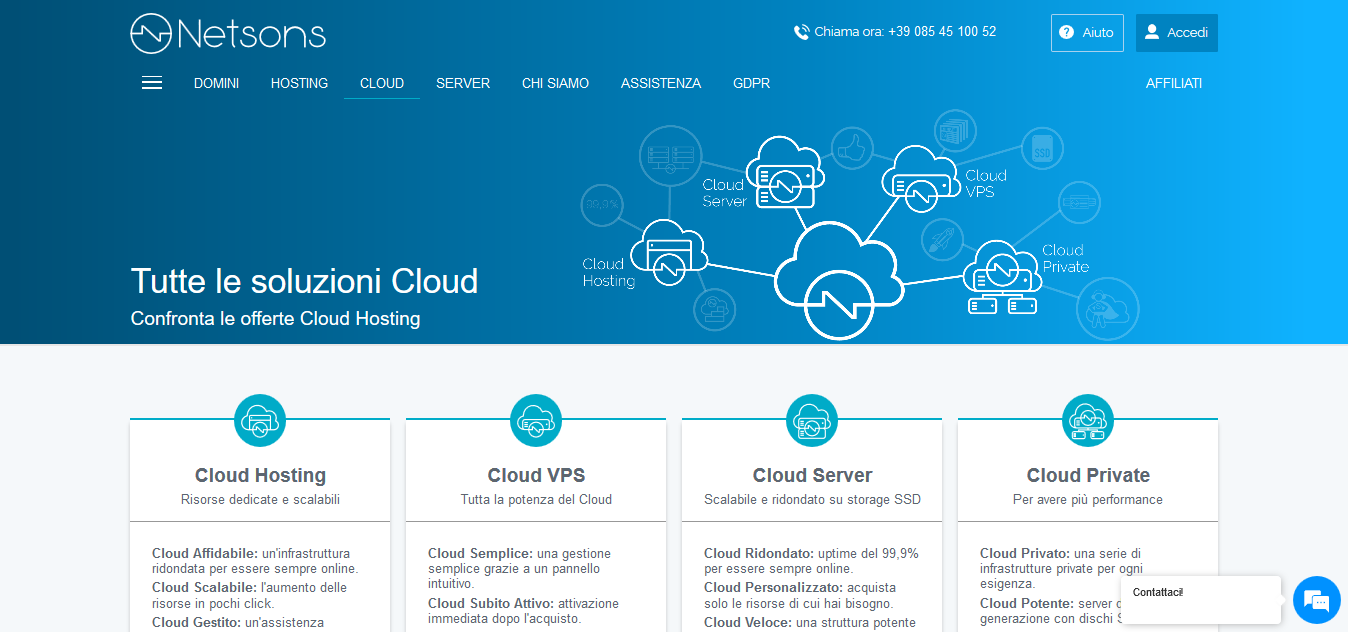 Netsons
Chiama ora: +39 085 45 100 52
Aiuto
Accedi
DOMINI
HOSTING
CLOUD
SERVER
CHI SIAMO
ASSISTENZA
GDPR
AFFILIATI
Cloud
Server
Cloud
VPS
SSD
99,9%
Cloud
Hosting
Cloud
Private
Tutte le soluzioni Cloud
Confronta le offerte Cloud Hosting
Cloud Hosting
Risorse dedicate e scalabili
Cloud Affidabile: un'infrastruttura
ridondata per essere sempre online.
Cloud Scalabile: l'aumento delle
risorse in pochi click.
Cloud Gestito: un'assistenza
Cloud VPS
Tutta la potenza del Cloud
Cloud Semplice: una gestione
semplice grazie a un pannello
intuitivo.
Cloud Subito Attivo: attivazione
immediata dopo l'acquisto.
Cloud Server
Scalabile e ridondato su storage SSD
Cloud Ridondato: uptime del 99,9%
per essere sempre online.
Cloud Personalizzato: acquista
solo le risorse di cui hai bisogno.
Cloud Veloce: una struttura potente
Cloud Private
Per avere più performance
Cloud Privato: una serie di
infrastrutture private per ogni
esigenza.
Cloud Potente: server
generazione con dischi
Contattaci!